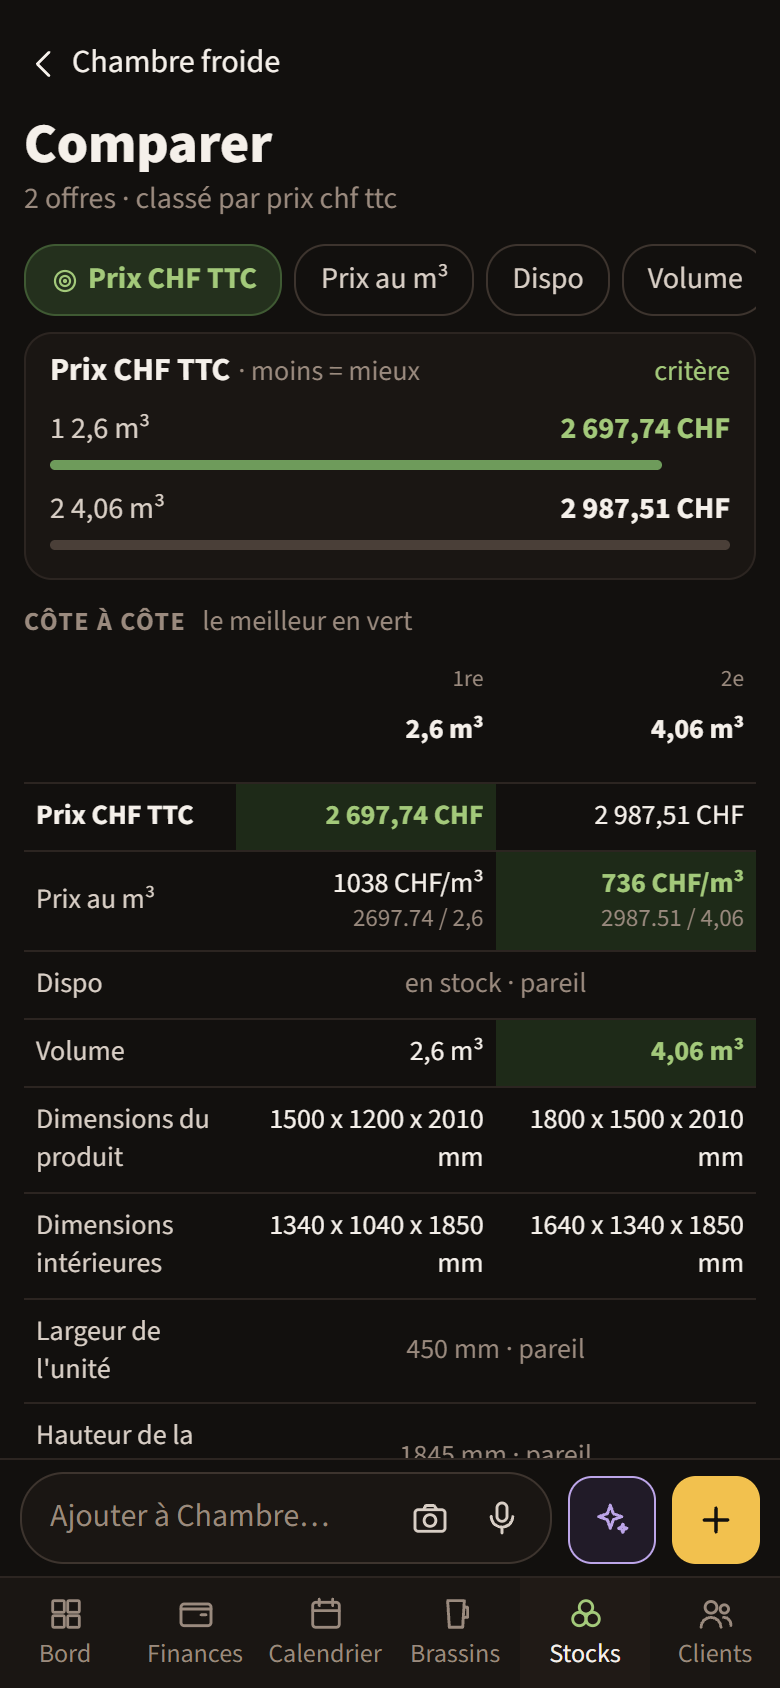 Chambre froide
Comparer
2 offres · classé par prix chf ttc
Prix CHF TTC
Prix au m³
Dispo
Volume
Prix CHF TTC · moins = mieux
critère
1 2,6 m³
2 697,74 CHF
2 4,06 m³
2 987,51 CHF
CÔTE À CÔTE le meilleur en vert
1re
2e
2,6 m³
4,06 m³
Prix CHF TTC
2 697,74 CHF
2 987,51 CHF
Prix au m³
1038 CHF/m³
2697.74 / 2,6
736 CHF/m³
2987.51 / 4,06
Dispo
en stock · pareil
Volume
2,6 m³
4,06 m³
Dimensions du
produit
1500 x 1200 x 2010
mm
1800 x 1500 x 2010
mm
Dimensions
intérieures
1340 x 1040 x 1850
mm
1640 x 1340 x 1850
mm
Largeur de
l'unité
450 mm · pareil
Hauteur de la
1845 mm · pareil
Ajouter à Chambre...
Bord
Finances
Calendrier
Brassins
Stocks
Clients